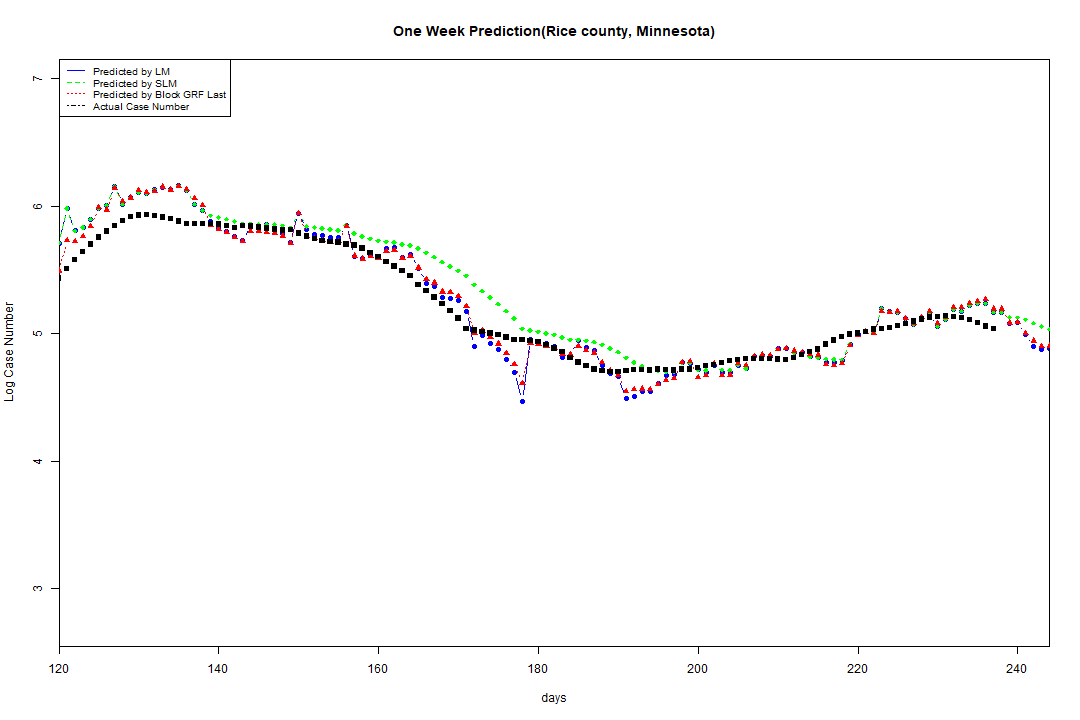 One Week Prediction(Rice county, Minnesota)
Predicted by LM
Predicted by SLM
Predicted by Block GRF Last
Actual Case Number
7
6
5
4
3
Log Case Number
120 140 160 180 200 220 240
days